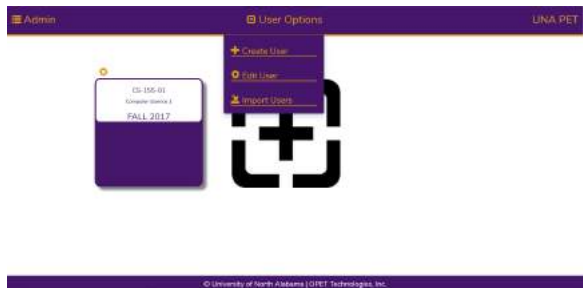 Admin
User Options
UNA PET
Create User
Edit User
Import Users
CS-155-01
Computer Science 1
FALL 2017
© University of North Alabama | OPET Technologies, Inc.